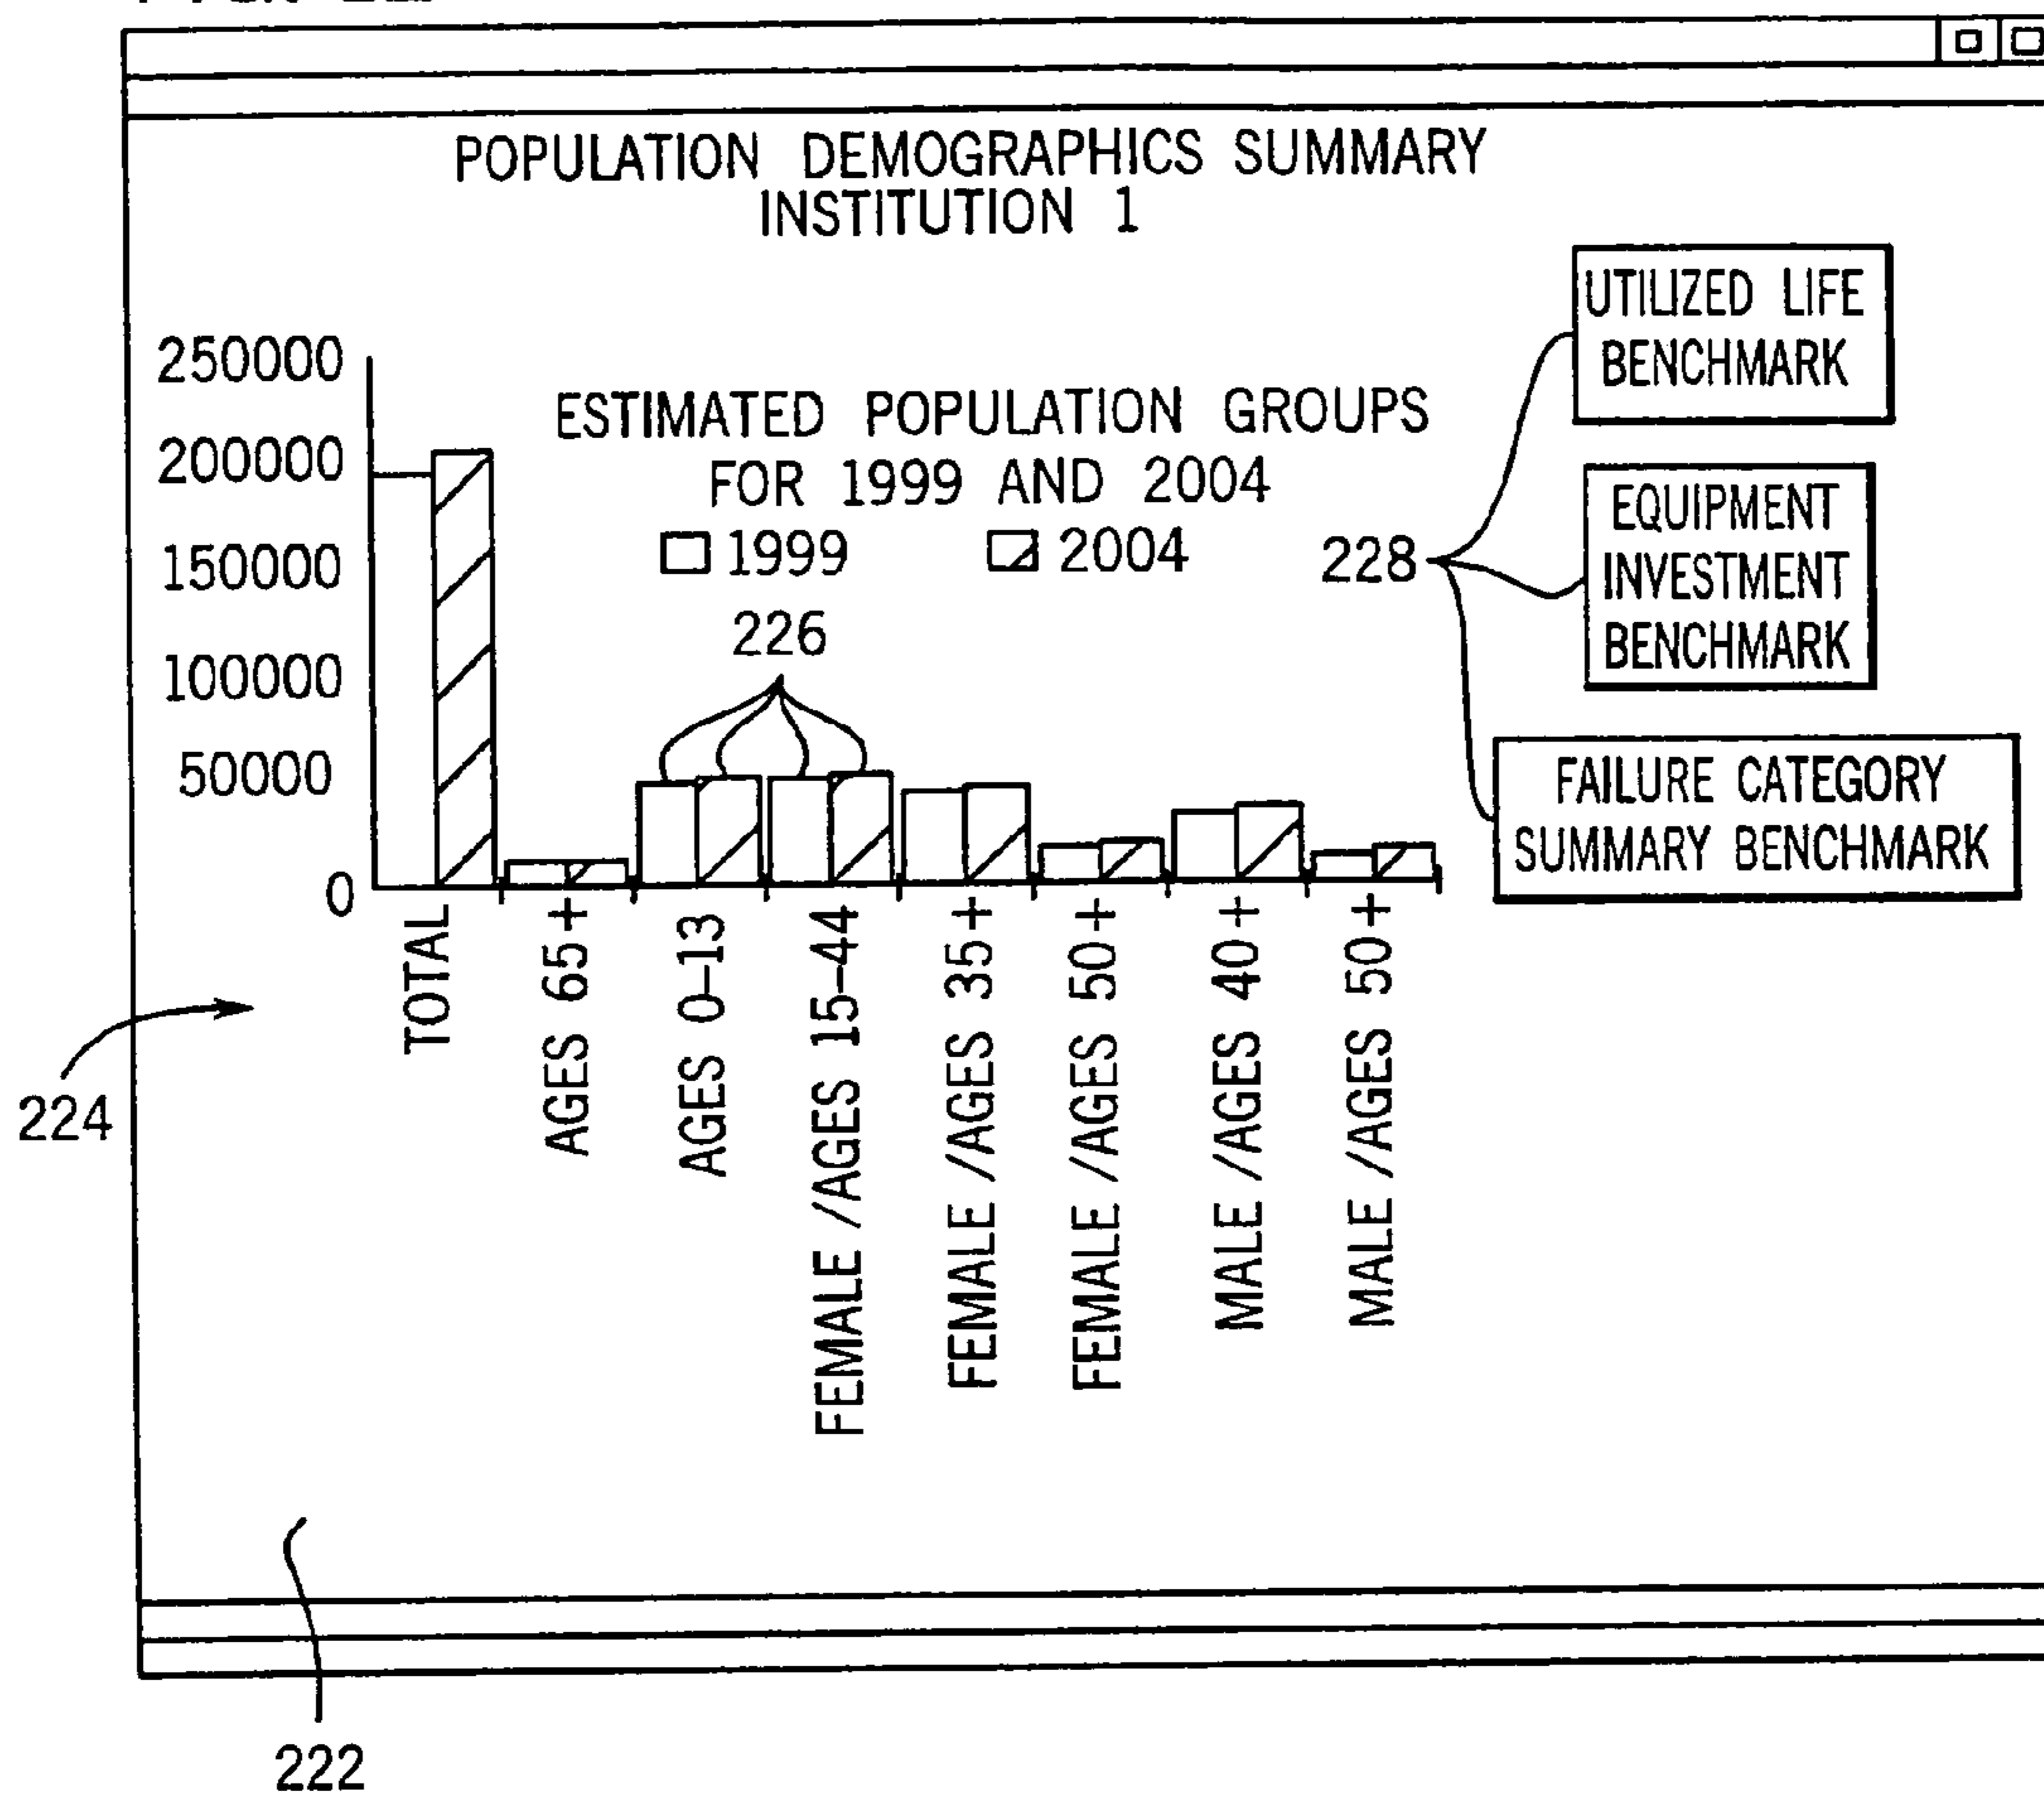 POPULATION DEMOGRAPHICS SUMMARY
INSTITUTION 1
250000
200000
150000
100000
50000
0
ESTIMATED POPULATION GROUPS
FOR 1999 AND 2004
1999 2004
226
228
UTILIZED LIFE
BENCHMARK
EQUIPMENT
INVESTMENT
BENCHMARK
FAILURE CATEGORY
SUMMARY BENCHMARK
TOTAL
AGES 65+
AGES 0-13
FEMALE /AGES 15-44
FEMALE /AGES 35+
FEMALE /AGES 50+
MALE /AGES 40+
MALE /AGES 50+
224
222